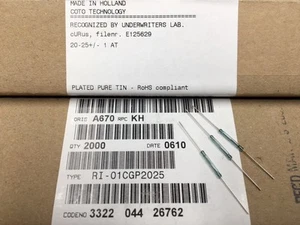 MADE IN HOLLAND
COTO TECHNOLOGY
RECOGNIZED BY UNDERWRITERS LAB.
cURus, filenr. E125629
20-25+/- 1 AT
PLATED PURE TIN - RoHS compliant
ORIG A670 RPC KH
QTY 2000 DATE 0610
TYPE RI-01CGP2025
CODENO 3322 044 26762